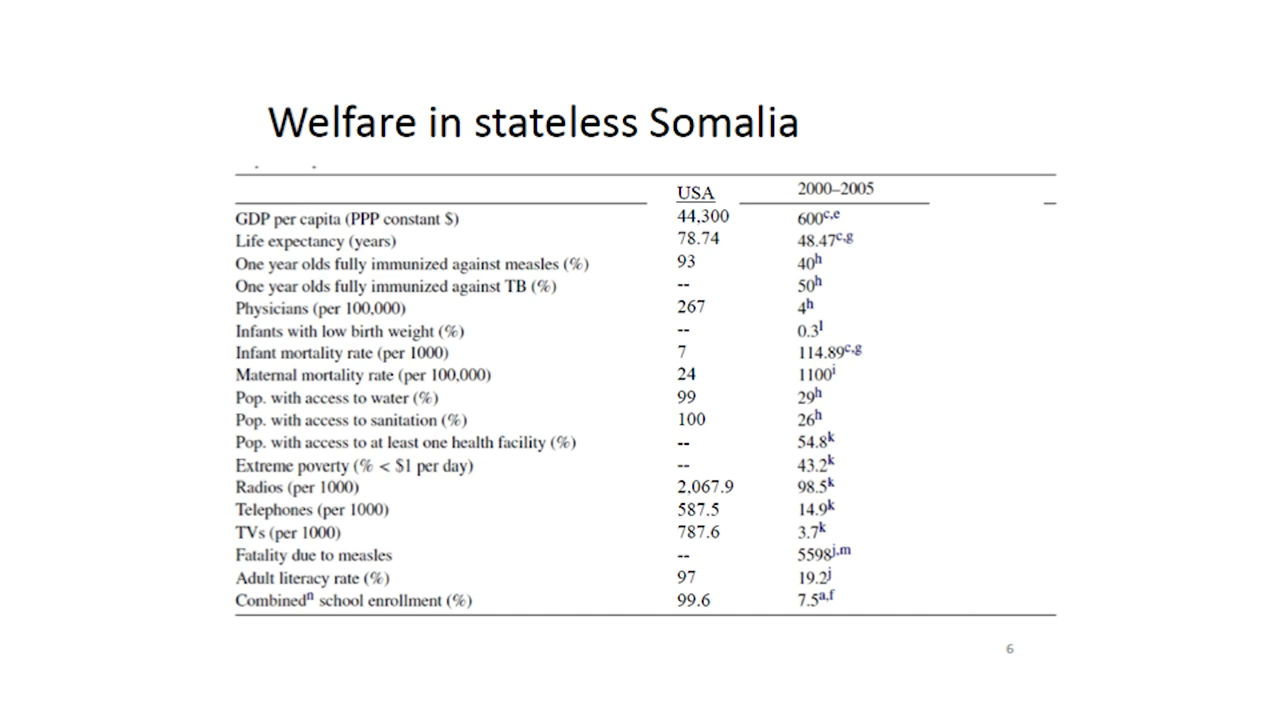 Welfare in stateless Somalia
USA 2000–2005
GDP per capita (PPP constant $) 44,300 600c,e
Life expectancy (years) 78.74 48.47c,g
One year olds fully immunized against measles (%) 93 40h
One year olds fully immunized against TB (%) -- 50h
Physicians (per 100,000) 267 4h
Infants with low birth weight (%) -- 0.3l
Infant mortality rate (per 1000) 7 114.89c,g
Maternal mortality rate (per 100,000) 24 1100i
Pop. with access to water (%) 99 29h
Pop. with access to sanitation (%) 100 26h
Pop. with access to at least one health facility (%) -- 54.8k
Extreme poverty (% < $1 per day) -- 43.2k
Radios (per 1000) 2,067.9 98.5k
Telephones (per 1000) 587.5 14.9k
TVs (per 1000) 787.6 3.7k
Fatality due to measles -- 5598j,m
Adult literacy rate (%) 97 19.2j
Combinedn school enrollment (%) 99.6 7.5a,f
6